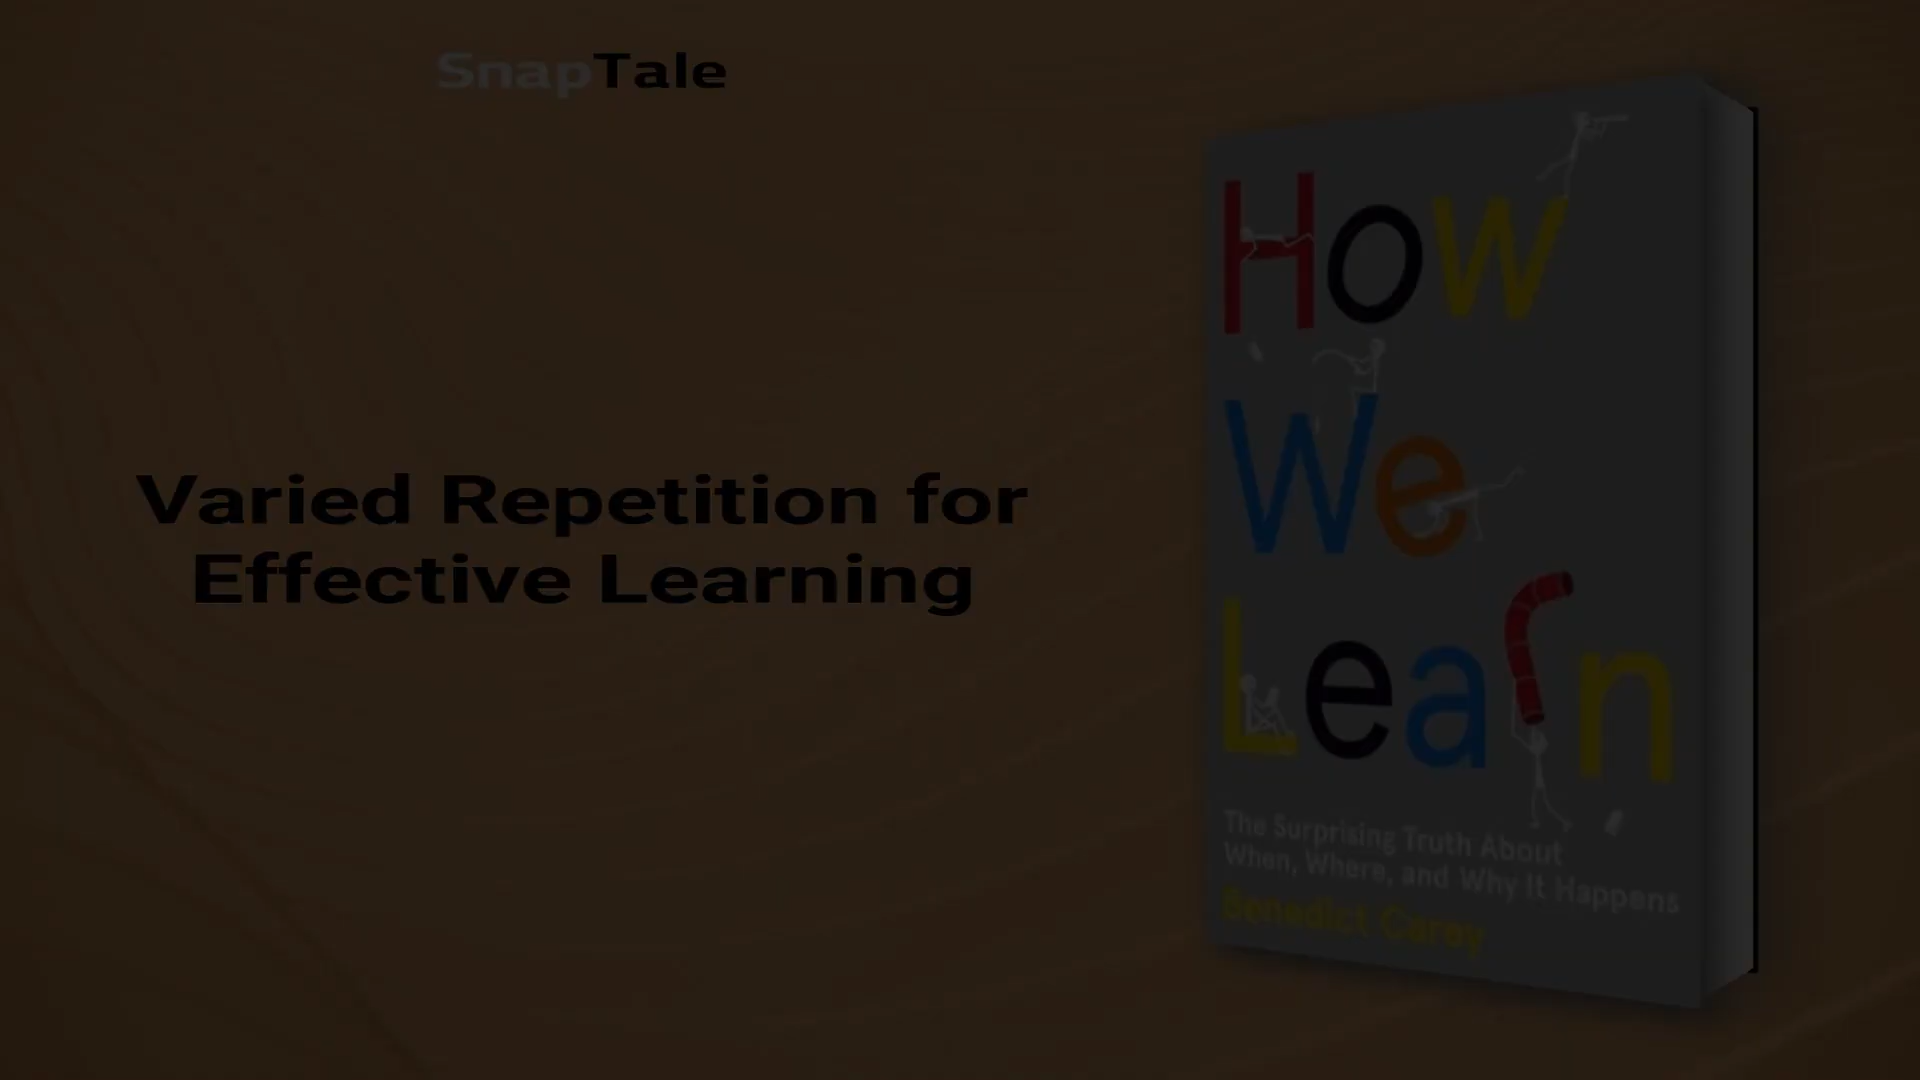 SnapTale
Varied Repetition for
Effective Learning
How
We
Learn
The Surprising Truth About
When, Where, and Why It Happens
Benedict Carey